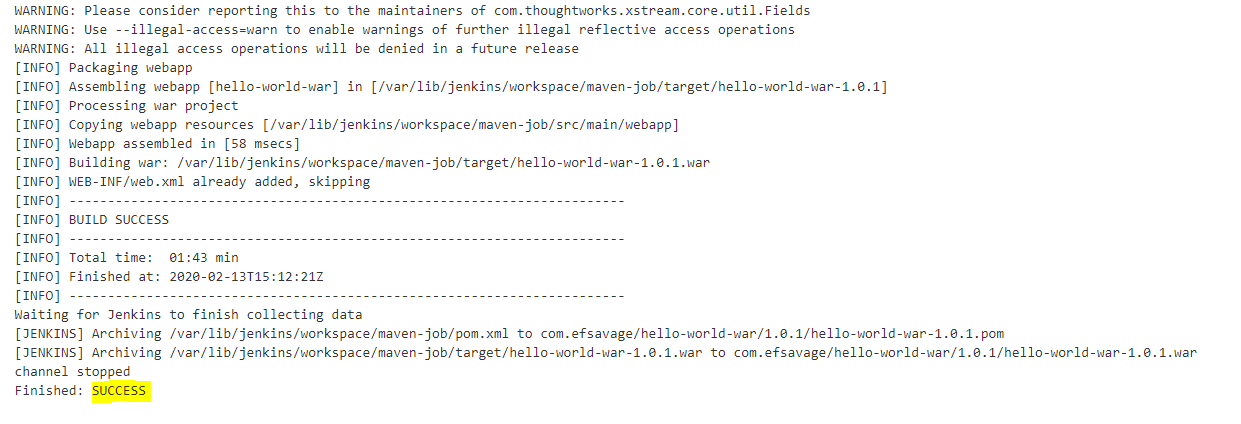 WARNING: Please consider reporting this to the maintainers of com.thoughtworks.xstream.core.util.Fields
WARNING: Use --illegal-access=warn to enable warnings of further illegal reflective access operations
WARNING: All illegal access operations will be denied in a future release
[INFO] Packaging webapp
[INFO] Assembling webapp [hello-world-war] in [/var/lib/jenkins/workspace/maven-job/target/hello-world-war-1.0.1]
[INFO] Processing war project
[INFO] Copying webapp resources [/var/lib/jenkins/workspace/maven-job/src/main/webapp]
[INFO] Webapp assembled in [58 msecs]
[INFO] Building war: /var/lib/jenkins/workspace/maven-job/target/hello-world-war-1.0.1.war
[INFO] WEB-INF/web.xml already added, skipping
[INFO] ------------------------------------------------------------------------
[INFO] BUILD SUCCESS
[INFO] ------------------------------------------------------------------------
[INFO] Total time:  01:43 min
[INFO] Finished at: 2020-02-13T15:12:21Z
[INFO] ------------------------------------------------------------------------
Waiting for Jenkins to finish collecting data
[JENKINS] Archiving /var/lib/jenkins/workspace/maven-job/pom.xml to com.efsavage/hello-world-war/1.0.1/hello-world-war-1.0.1.pom
[JENKINS] Archiving /var/lib/jenkins/workspace/maven-job/target/hello-world-war-1.0.1.war to com.efsavage/hello-world-war/1.0.1/hello-world-war-1.0.1.war
channel stopped
Finished: SUCCESS